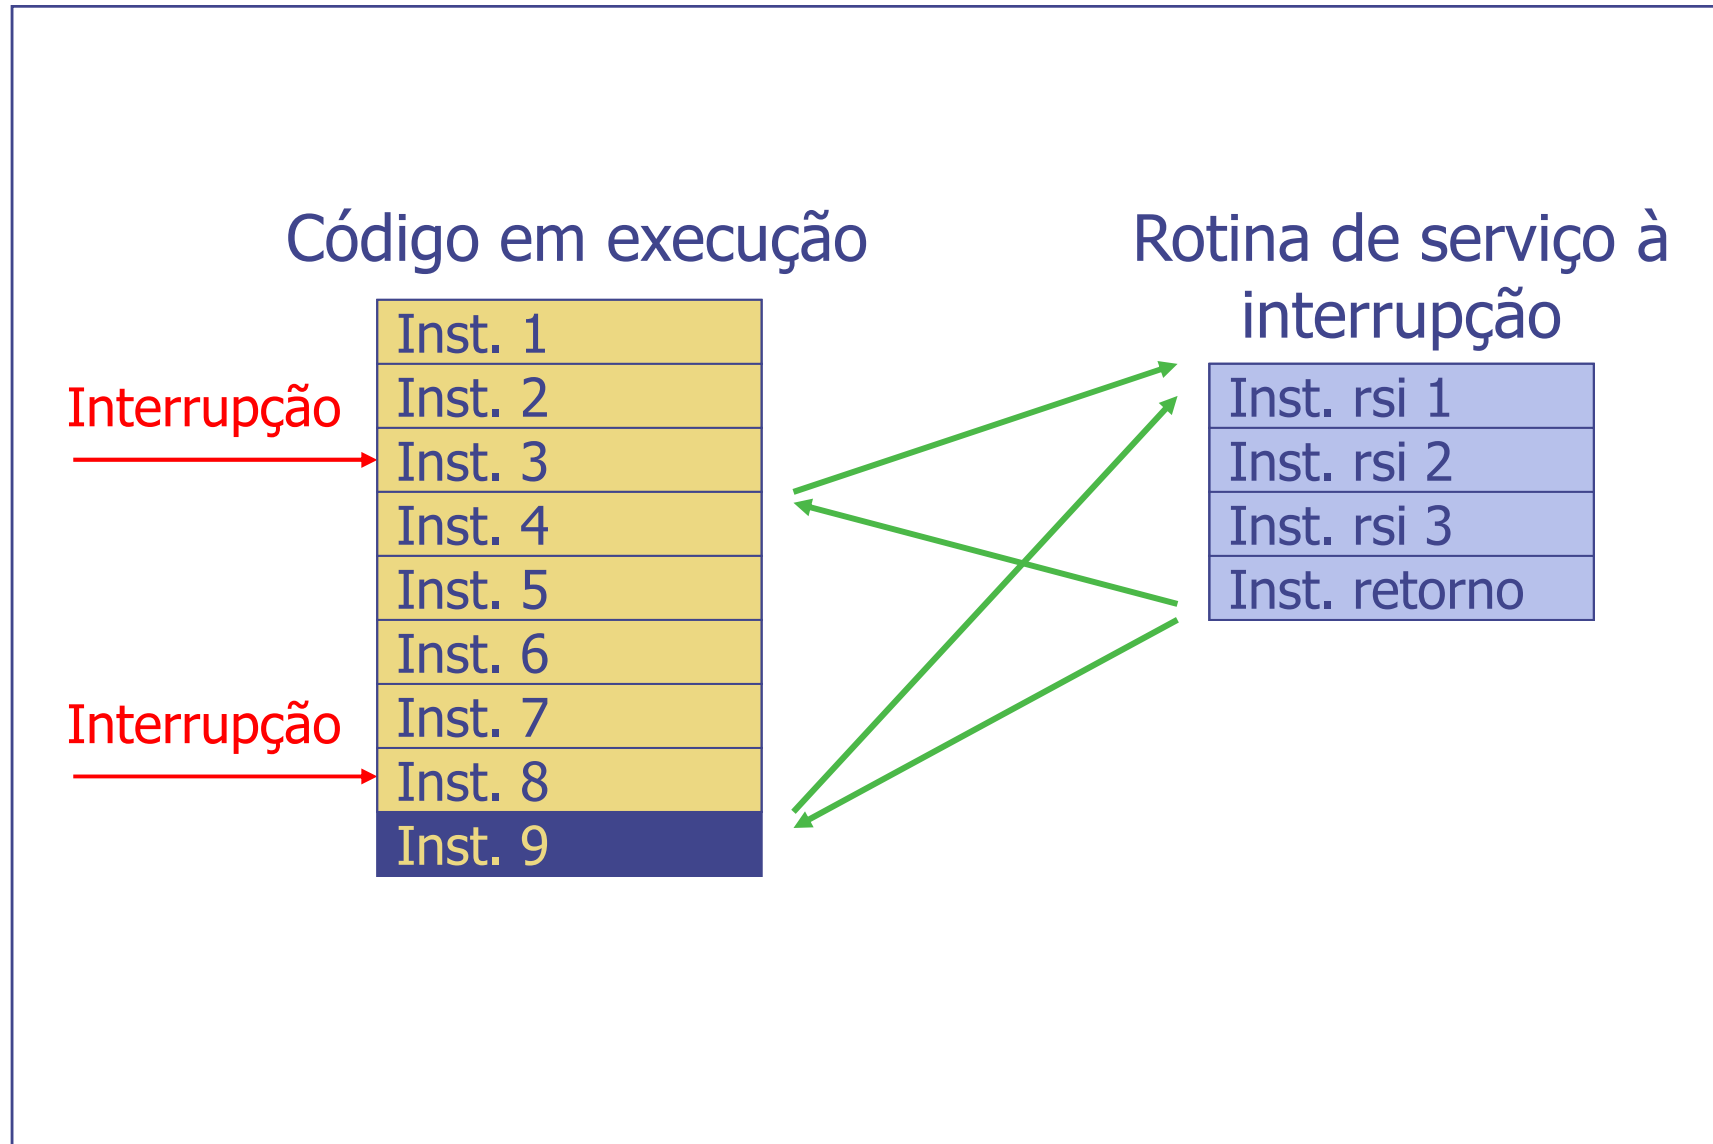 Código em execução
Inst. 1
Inst. 2
Inst. 3
Inst. 4
Inst. 5
Inst. 6
Inst. 7
Inst. 8
Inst. 9
Interrupção
Interrupção
Rotina de serviço à
interrupção
Inst. rsi 1
Inst. rsi 2
Inst. rsi 3
Inst. retorno